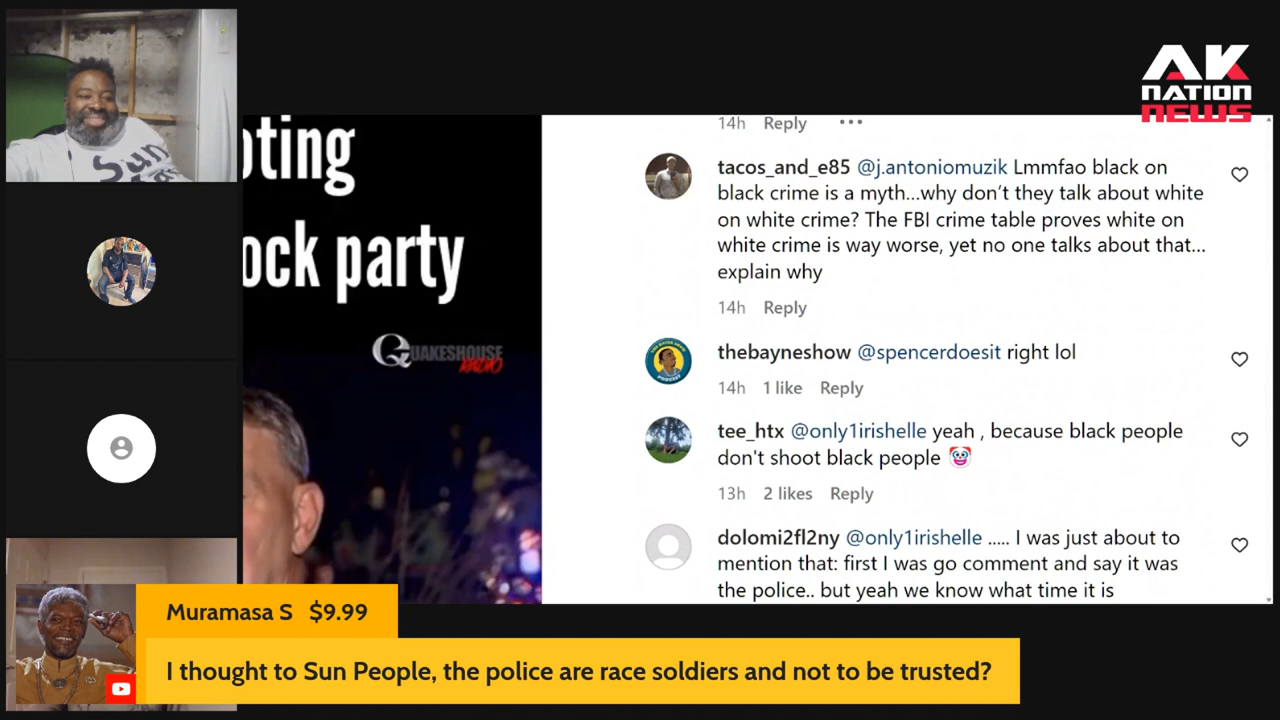 Sun
AK
NATION
NEWS
oting
ock party
QUAKESHOUSE
RADIO
14h Reply •••
tacos_and_e85 @j.antoniomuzik Lmmfao black on
black crime is a myth...why don’t they talk about white
on white crime? The FBI crime table proves white on
white crime is way worse, yet no one talks about that...
explain why
14h Reply
thebayneshow @spencerdoesit right lol
14h 1 like Reply
tee_htx @only1irishelle yeah , because black people
don't shoot black people 🤡
13h 2 likes Reply
dolomi2fl2ny @only1irishelle ..... I was just about to
mention that: first I was go comment and say it was
the police.. but yeah we know what time it is
Muramasa S $9.99
I thought to Sun People, the police are race soldiers and not to be trusted?